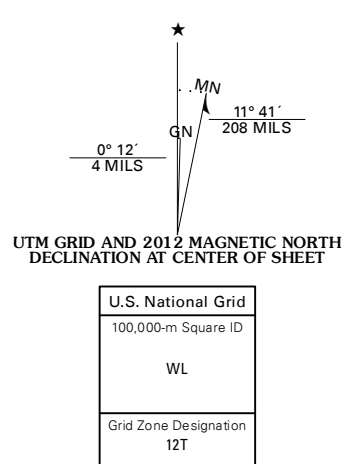 ★
MN
11° 41´
208 MILS
GN
0° 12´
4 MILS
UTM GRID AND 2012 MAGNETIC NORTH
DECLINATION AT CENTER OF SHEET
U.S. National Grid
100,000-m Square ID
WL
Grid Zone Designation
12T